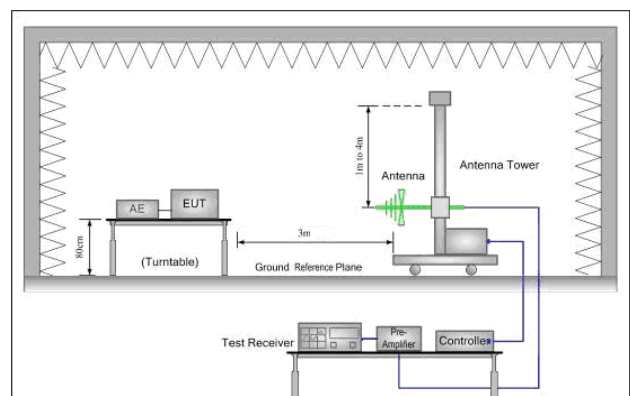 1m to 4m
Antenna
Antenna Tower
AE
EUT
80cm
(Turntable)
3m
Ground Reference Plane
Test Receiver
Pre-
Amplifier
Controller